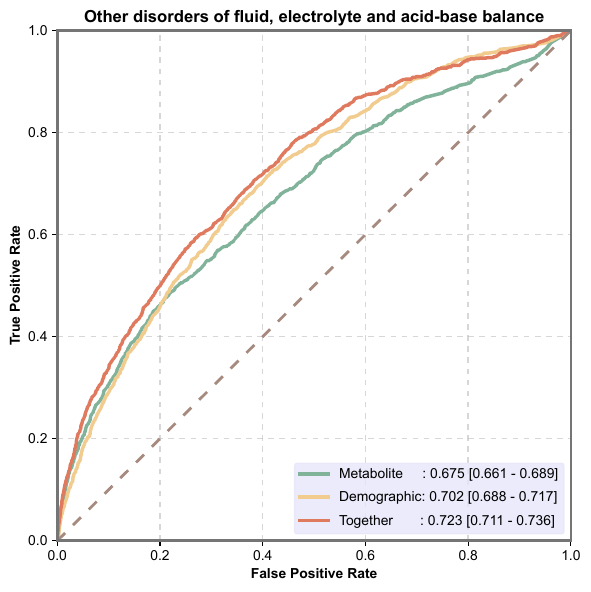 Other disorders of fluid, electrolyte and acid-base balance
True Positive Rate
1.0
0.8
0.6
0.4
0.2
0.0
Metabolite : 0.675 [0.661 - 0.689]
Demographic: 0.702 [0.688 - 0.717]
Together : 0.723 [0.711 - 0.736]
0.0 0.2 0.4 0.6 0.8 1.0
False Positive Rate